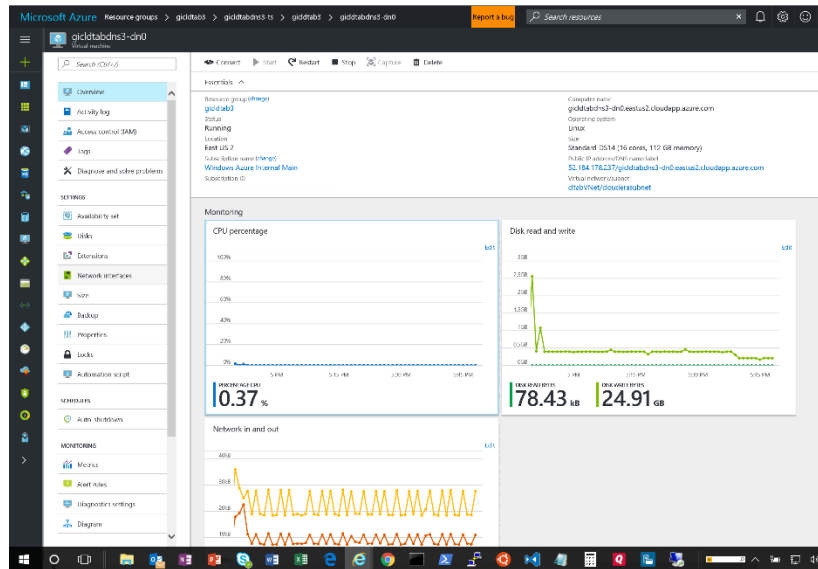 Microsoft Azure Resource groups > gicldtab3 > gicldtabdns3-ts > giddtab3 > gicldtabdns3-dn0
Report a bug
Search resources
gicldtabdns3-dn0
Virtual machine
Search (Ctrl+/)
Overview
Activity log
Access control (IAM)
Tags
Diagnose and solve problems
SETTINGS
Availability set
Disks
Extensions
Network interfaces
Size
Backup
Properties
Locks
Automation script
SCHEDULES
Auto-shutdown
MONITORING
Metrics
Alert rules
Diagnostics settings
Diagram
Connect Start Restart Stop Capture Delete
Essentials
Resource group (change)
gicldtab3
Status
Running
Location
East US 2
Subscription name (change)
Windows Azure Internal Main
Subscription ID
Computer name
gicldtabdns3-dn0.eastus2.cloudapp.azure.com
Operating system
Linux
Size
Standard DS14 (16 cores, 112 GB memory)
Public IP address/DNS name label
52.184.178.237/gicldtabdns3-dn0.eastus2.cloudapp.azure.com
Virtual network/subnet
dtabVNet/clouderasubnet
Monitoring
CPU percentage
Edit
100%
80%
60%
40%
20%
0%
5 PM 5:15 PM 5:30 PM 5:45 PM
PERCENTAGE CPU
0.37 %
Disk read and write
Edit
3GB
2.5GB
2GB
1.5GB
1GB
0.5GB
0GB
5 PM 5:15 PM 5:30 PM 5:45 PM
DISK READ BYTES
78.43 kB
DISK WRITE BYTES
24.91 GB
Network in and out
Edit
40kB
30kB
20kB
10kB